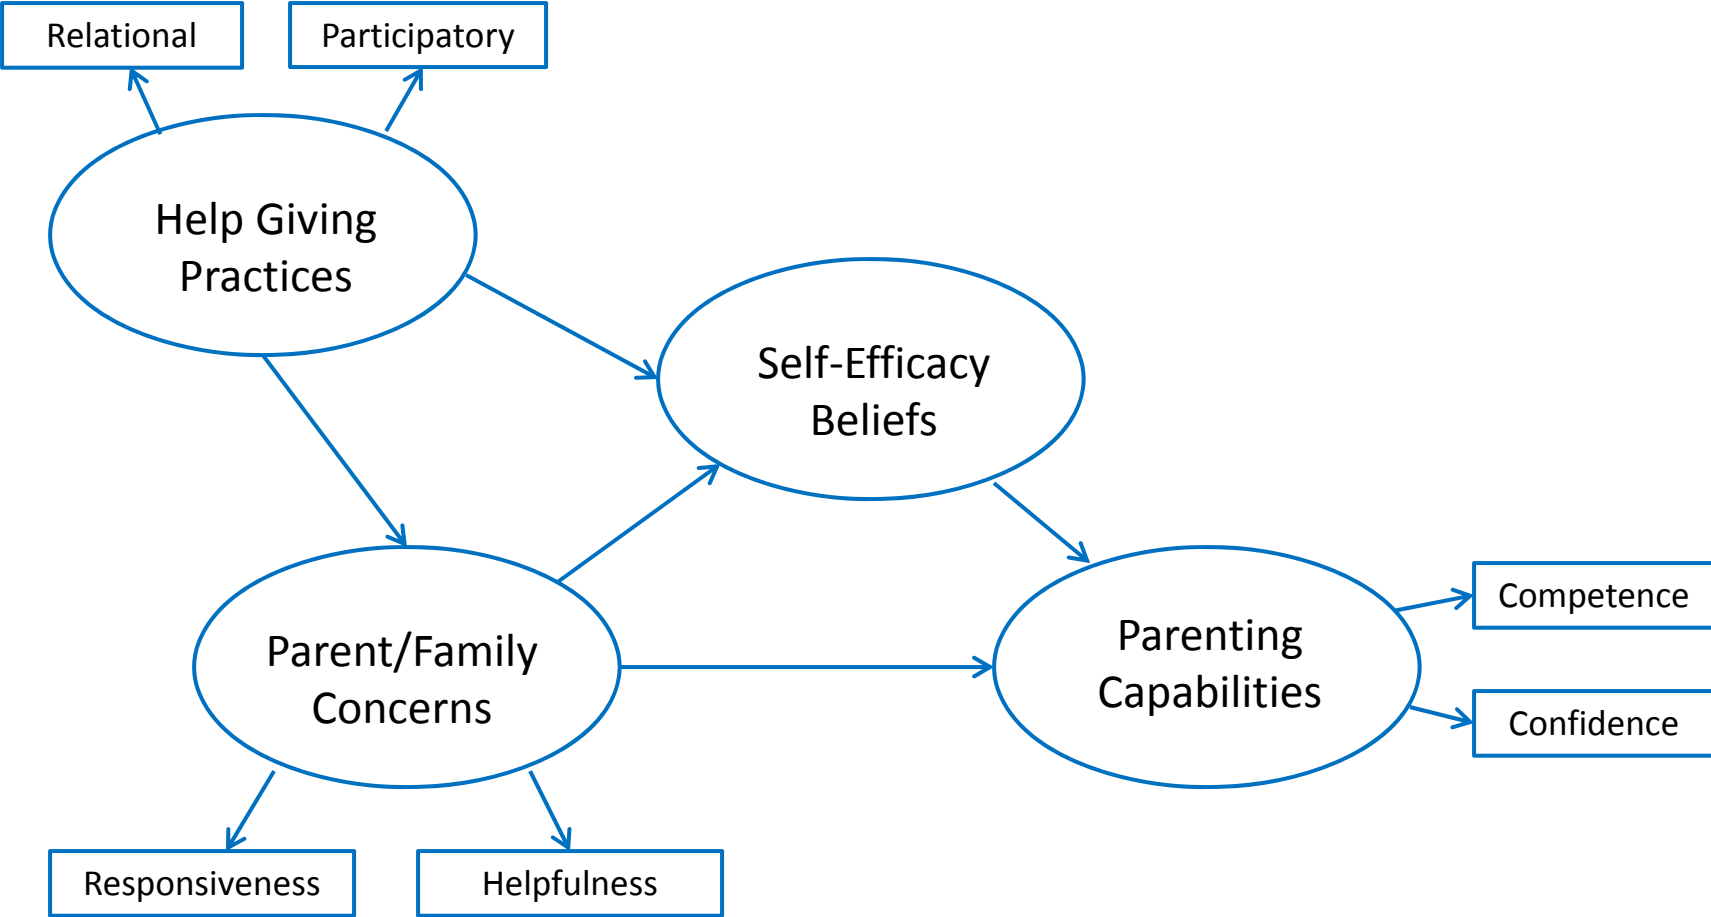 Relational
Participatory
Help Giving
Practices
Self-Efficacy
Beliefs
Parent/Family
Concerns
Parenting
Capabilities
Competence
Confidence
Responsiveness
Helpfulness